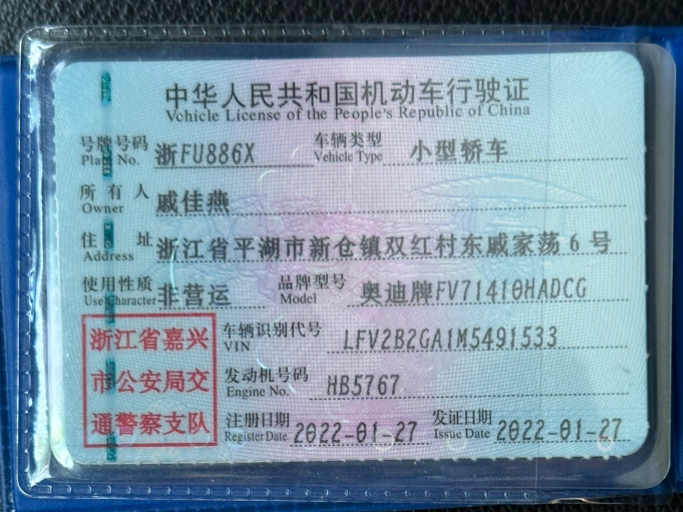 中华人民共和国机动车行驶证
Vehicle License of the People's Republic of China
号牌号码 浙FU886X 车辆类型 小型轿车
Plate No. Vehicle Type
所有人 戚佳燕
Owner
住址 浙江省平湖市新仓镇双红村东戚家荡6号
Address
使用性质 非营运 品牌型号 奥迪牌FV7141BHADCG
Use Character Model
浙江省嘉兴
市公安局交
通警察支队
车辆识别代号 LFV2B2GA1M5491533
VIN
发动机号码 HB5767
Engine No.
注册日期 2022-01-27 发证日期 2022-01-27
Register Date Issue Date